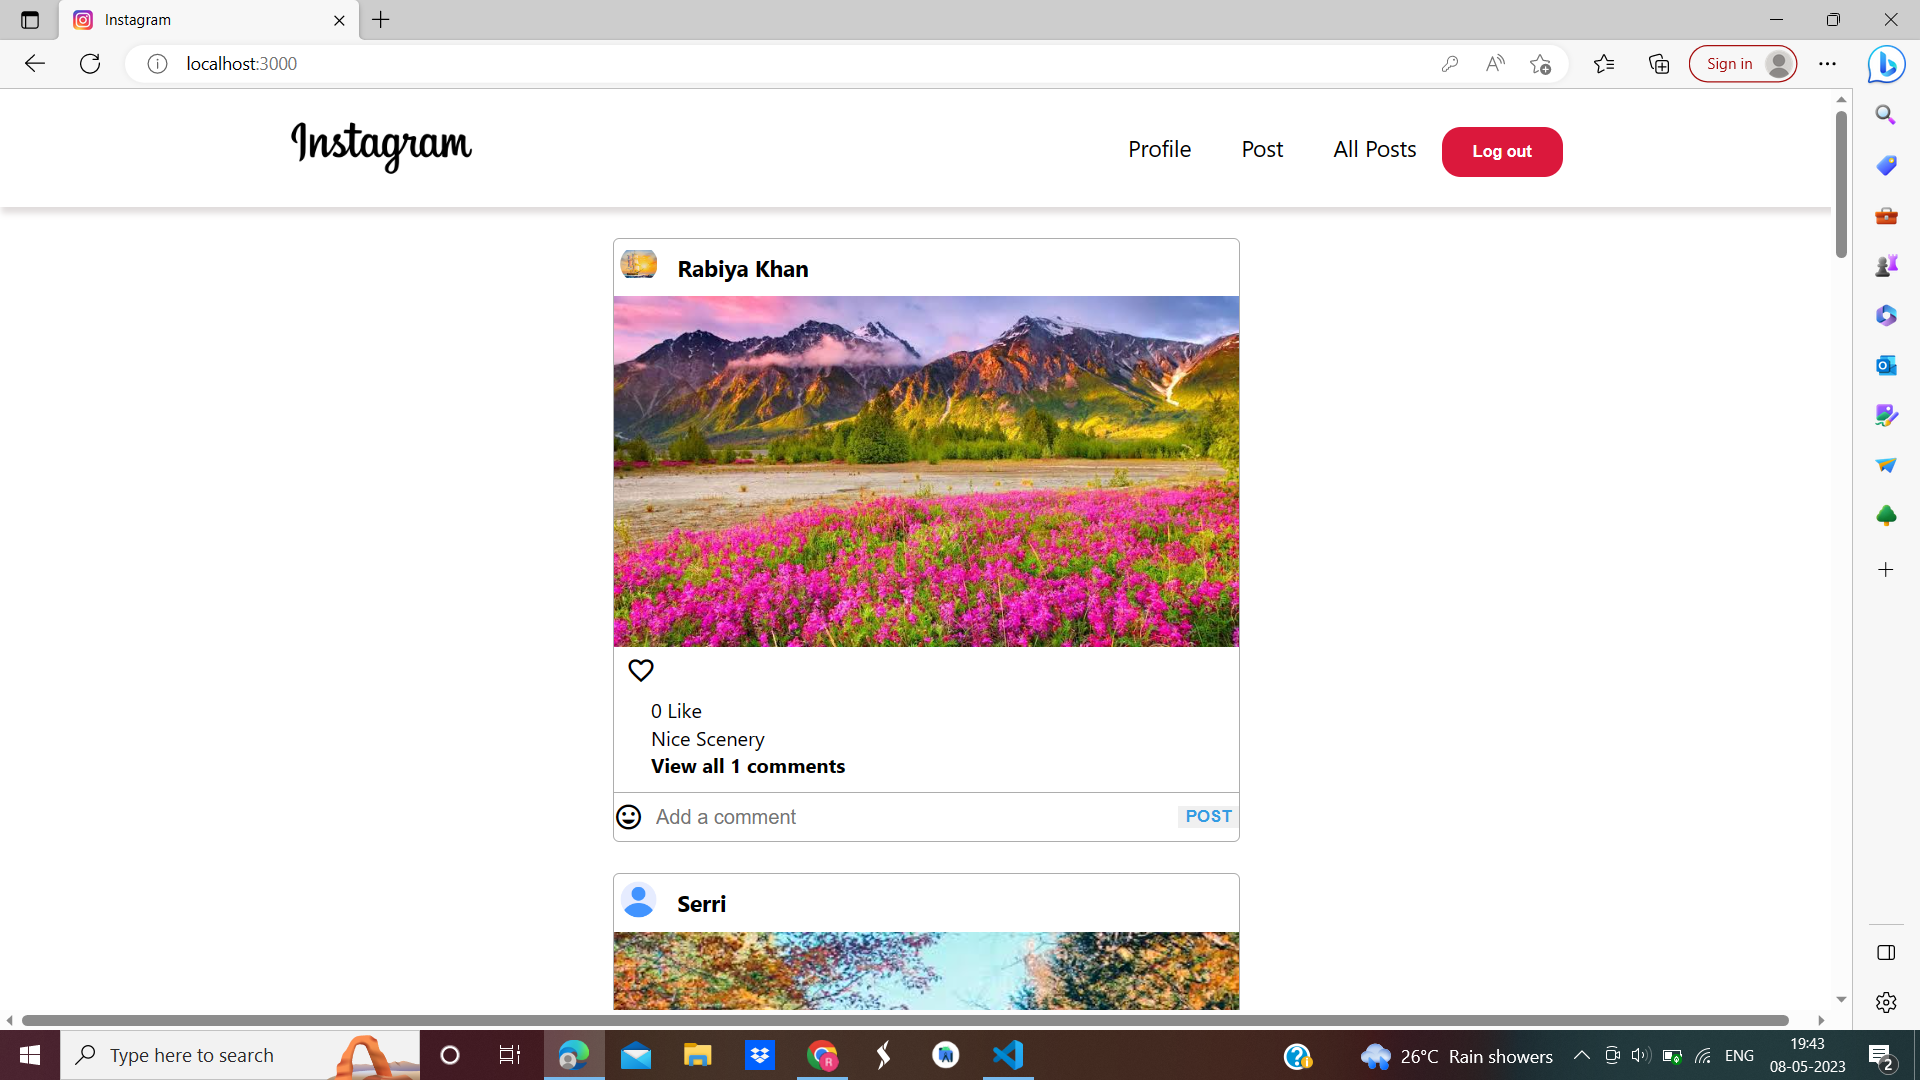 Instagram
localhost:3000
Sign in
Instagram
Profile
Post
All Posts
Log out
Rabiya Khan
0 Like
Nice Scenery
View all 1 comments
Add a comment
POST
Serri
Type here to search
26°C Rain showers
ENG
19:43
08-05-2023
2